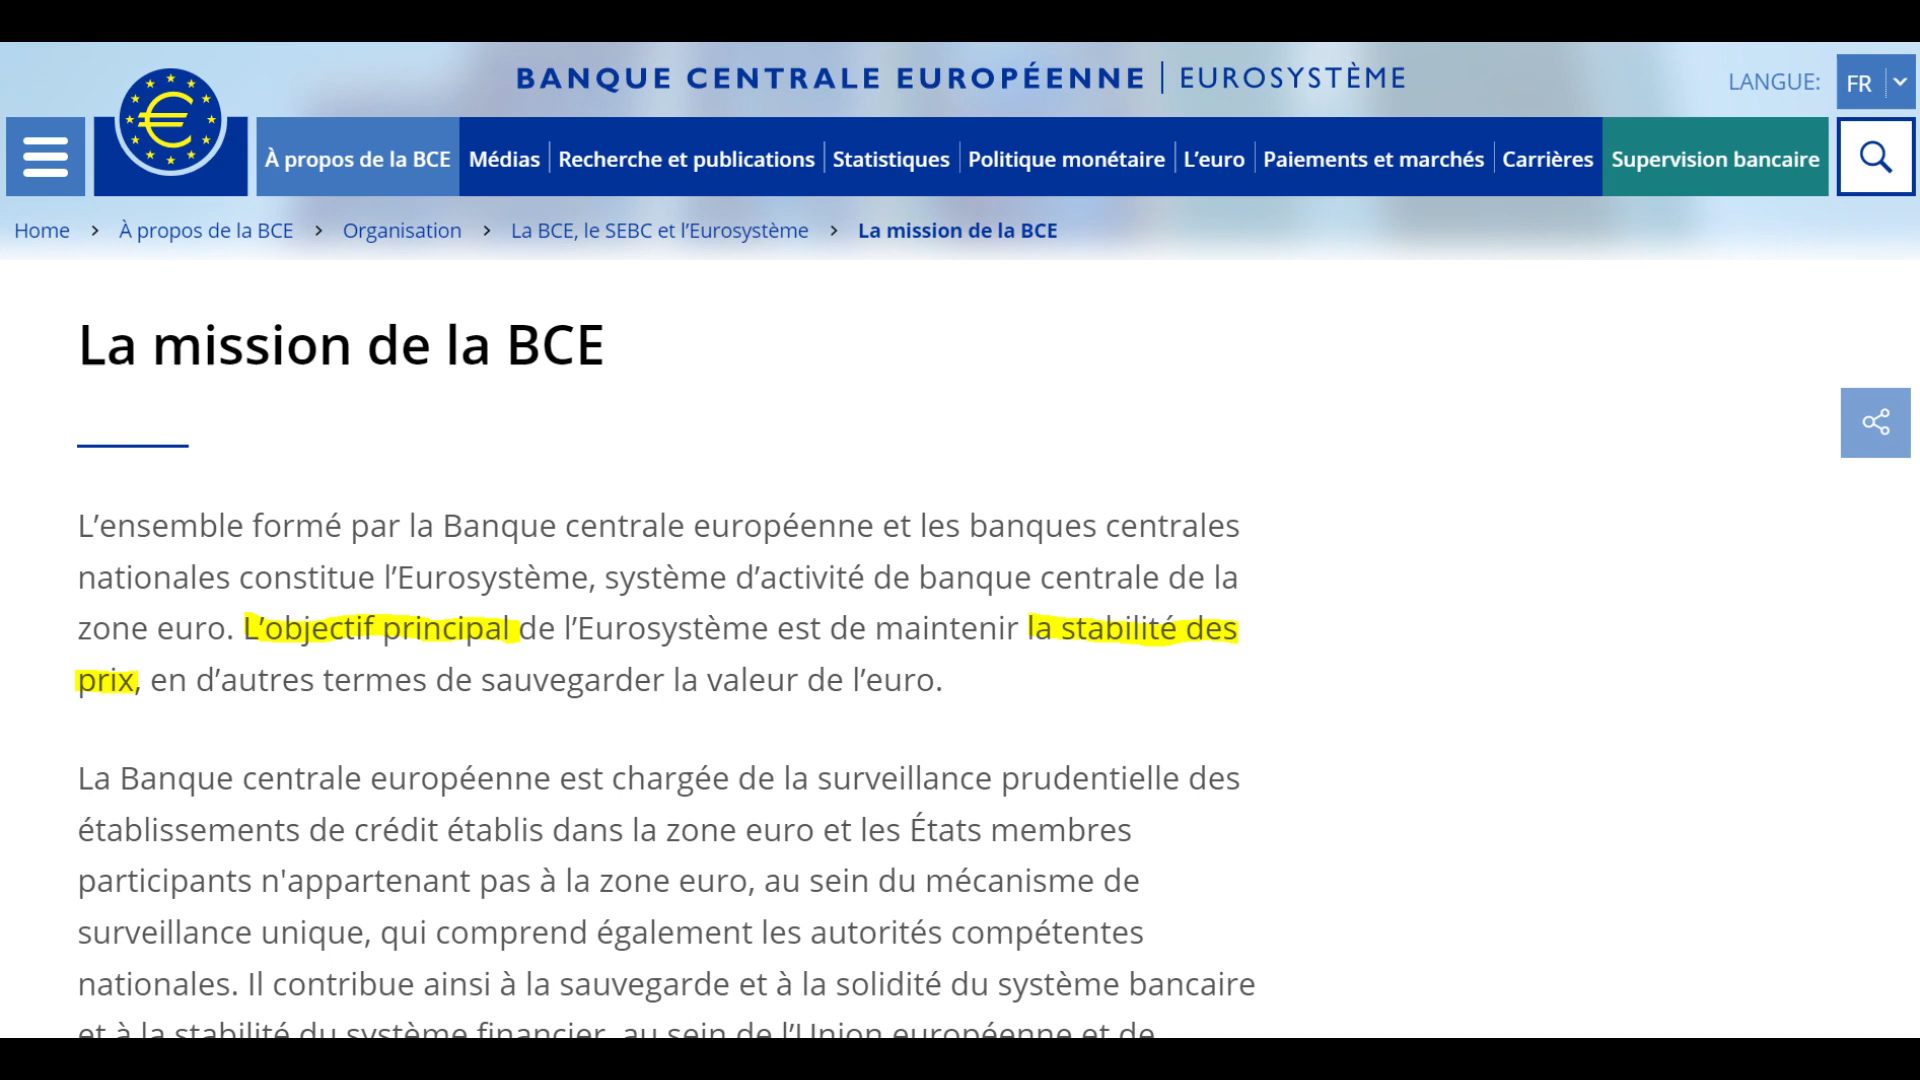 BANQUE CENTRALE EUROPÉENNE | EUROSYSTÈME
LANGUE: FR
À propos de la BCE Médias Recherche et publications Statistiques Politique monétaire L’euro Paiements et marchés Carrières Supervision bancaire
Home > À propos de la BCE > Organisation > La BCE, le SEBC et l’Eurosystème > La mission de la BCE
La mission de la BCE
L’ensemble formé par la Banque centrale européenne et les banques centrales
nationales constitue l’Eurosystème, système d’activité de banque centrale de la
zone euro. L’objectif principal de l’Eurosystème est de maintenir la stabilité des
prix, en d’autres termes de sauvegarder la valeur de l’euro.
La Banque centrale européenne est chargée de la surveillance prudentielle des
établissements de crédit établis dans la zone euro et les États membres
participants n'appartenant pas à la zone euro, au sein du mécanisme de
surveillance unique, qui comprend également les autorités compétentes
nationales. Il contribue ainsi à la sauvegarde et à la solidité du système bancaire
et à la stabilité du système financier, au sein de l’Union européenne et de